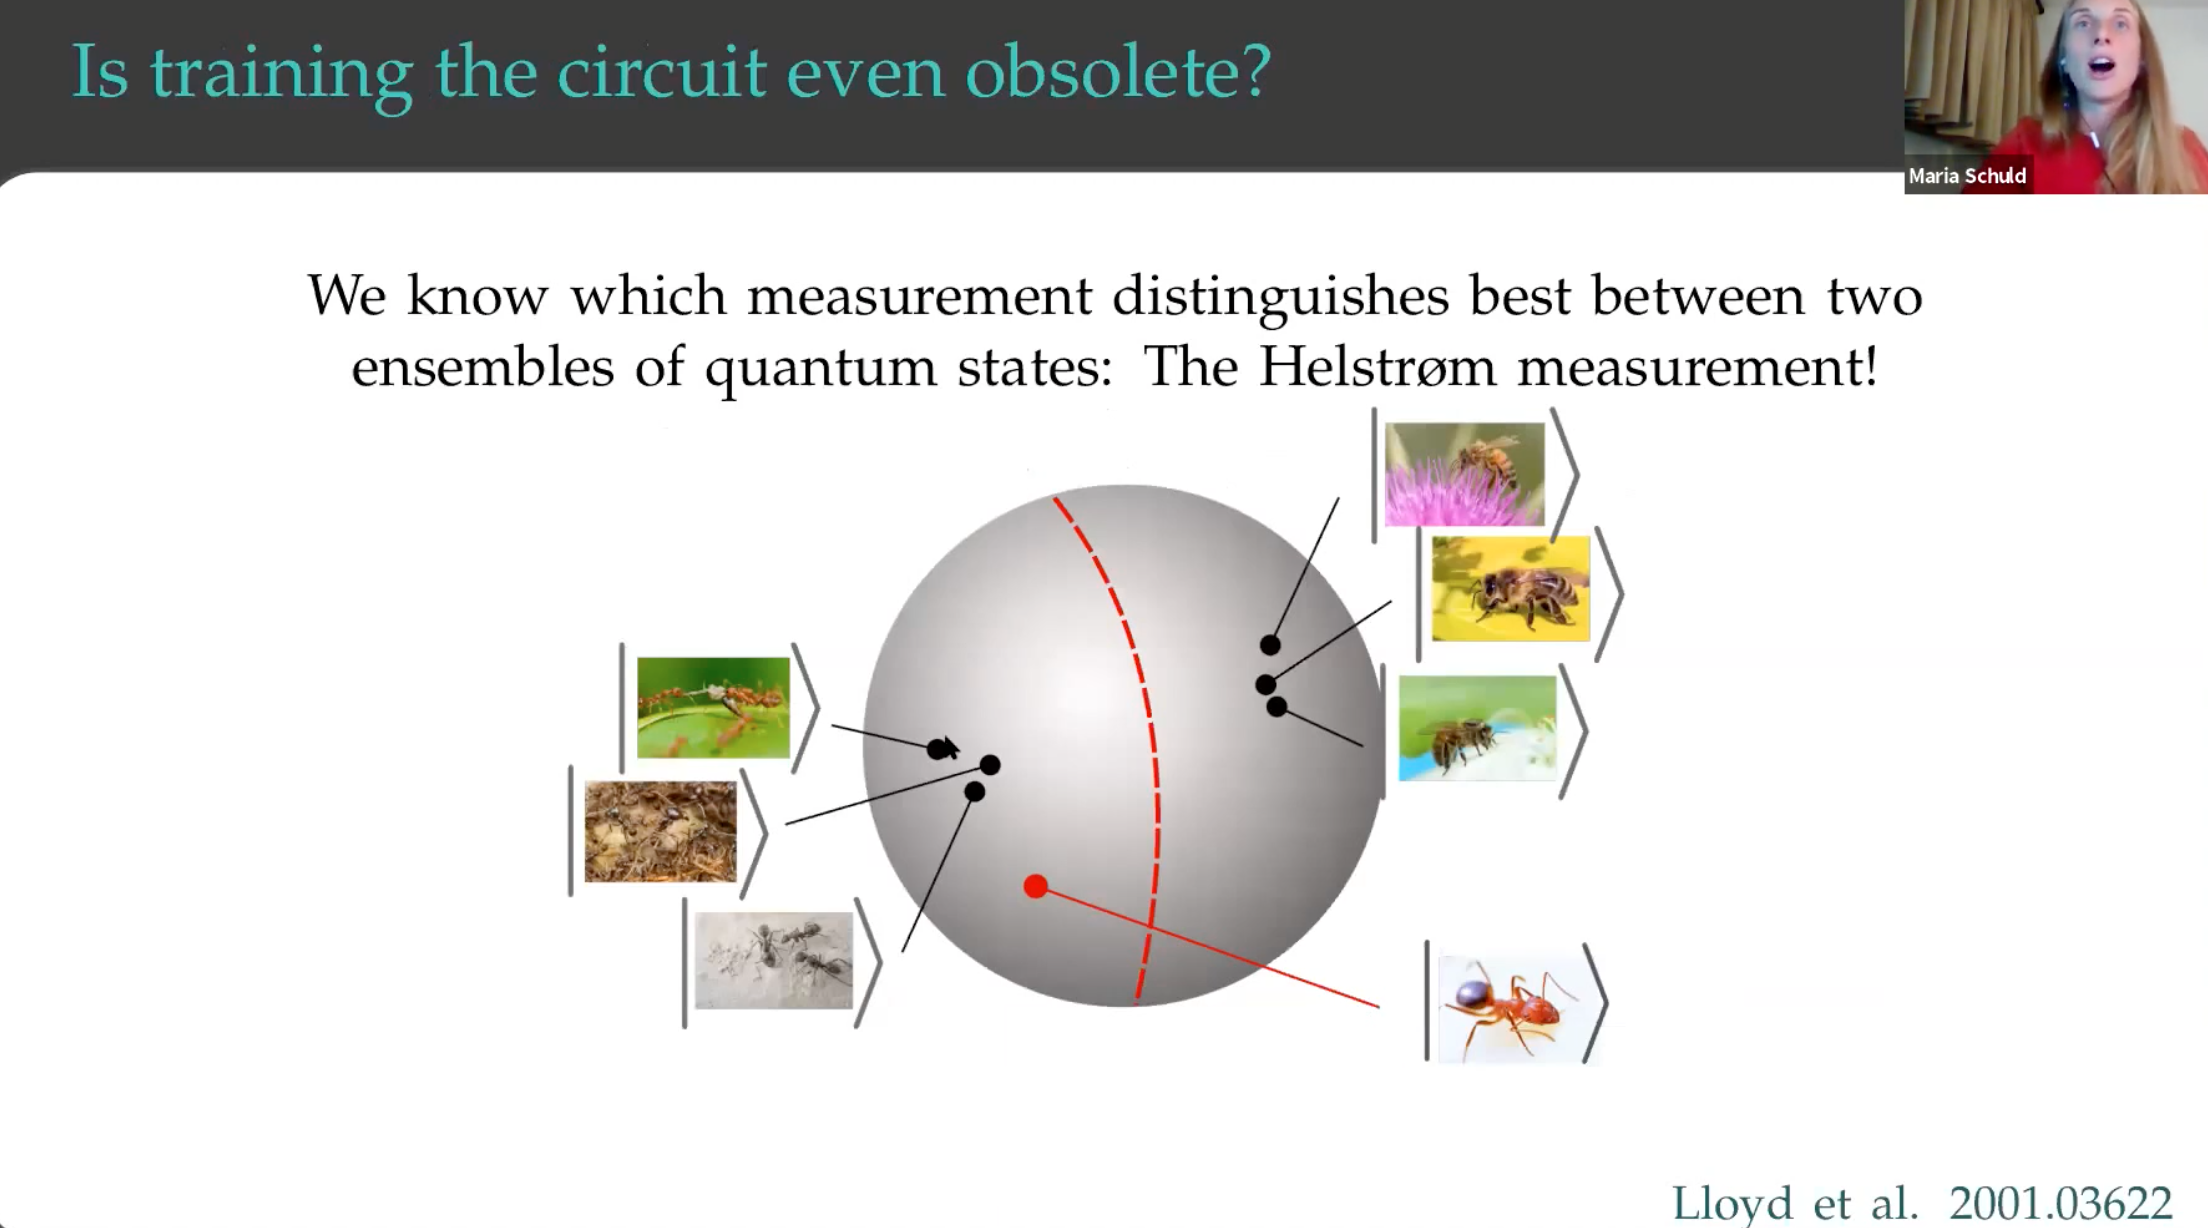 Is training the circuit even obsolete?
Maria Schuld
We know which measurement distinguishes best between two
ensembles of quantum states: The Helstrøm measurement!
Lloyd et al. 2001.03622